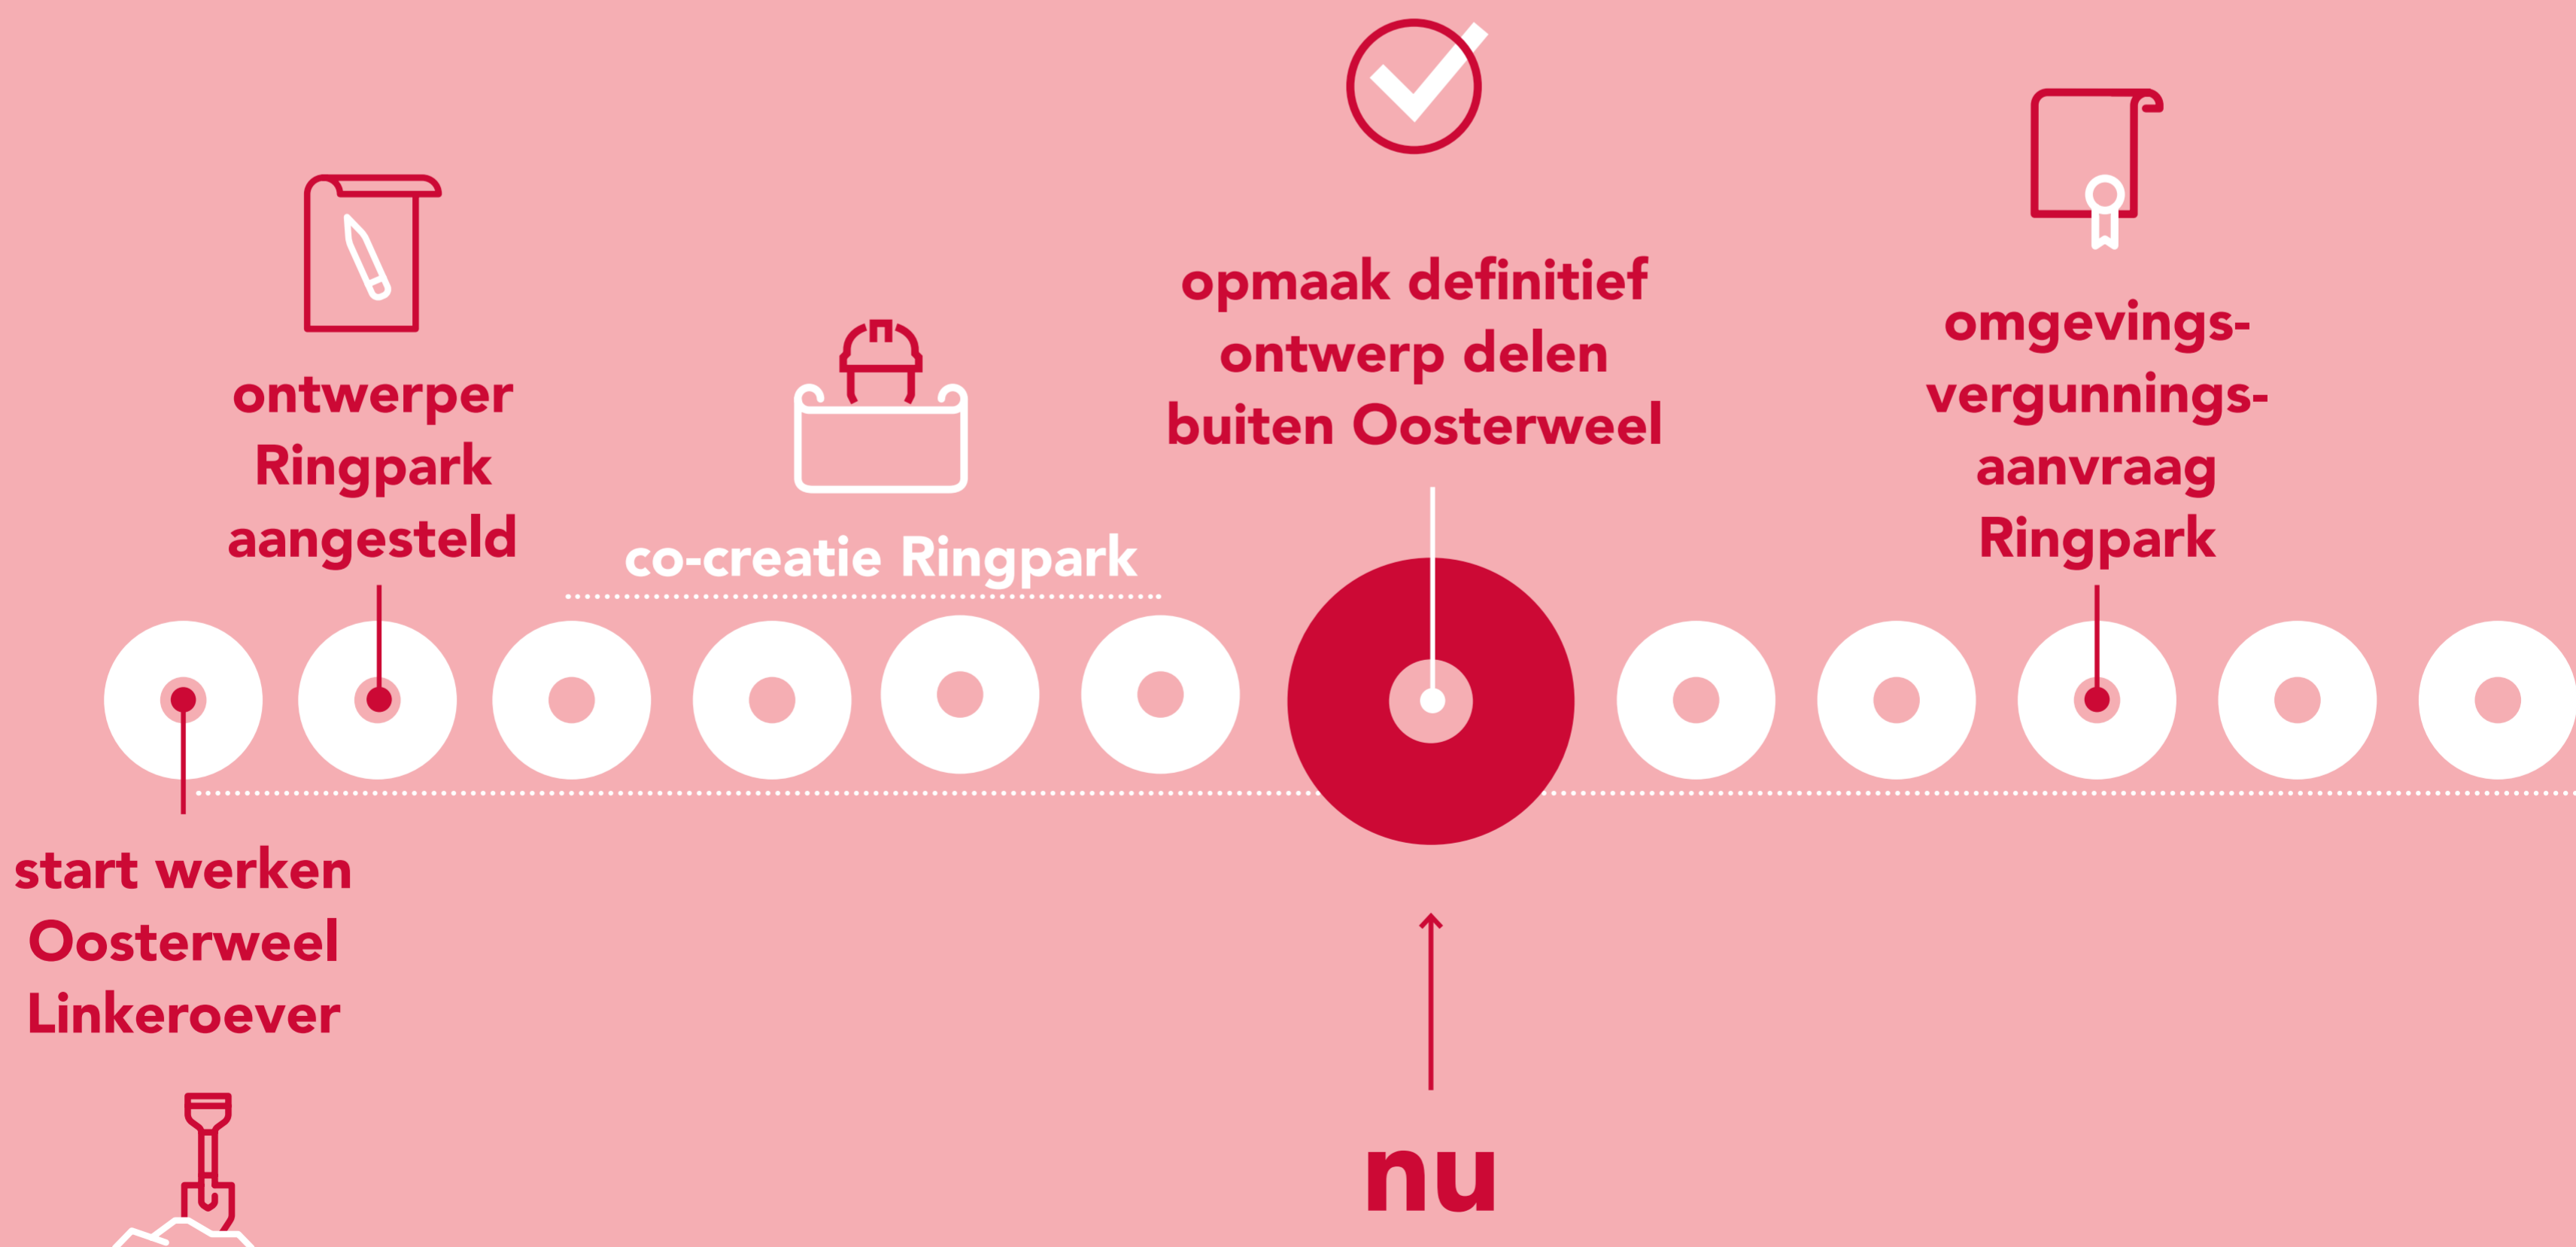 ontwerper
Ringpark
aangesteld
co-creatie Ringpark
opmaak definitief
ontwerp delen
buiten Oosterweel
omgevings-
vergunnings-
aanvraag
Ringpark
start werken
Oosterweel
Linkeroever
nu